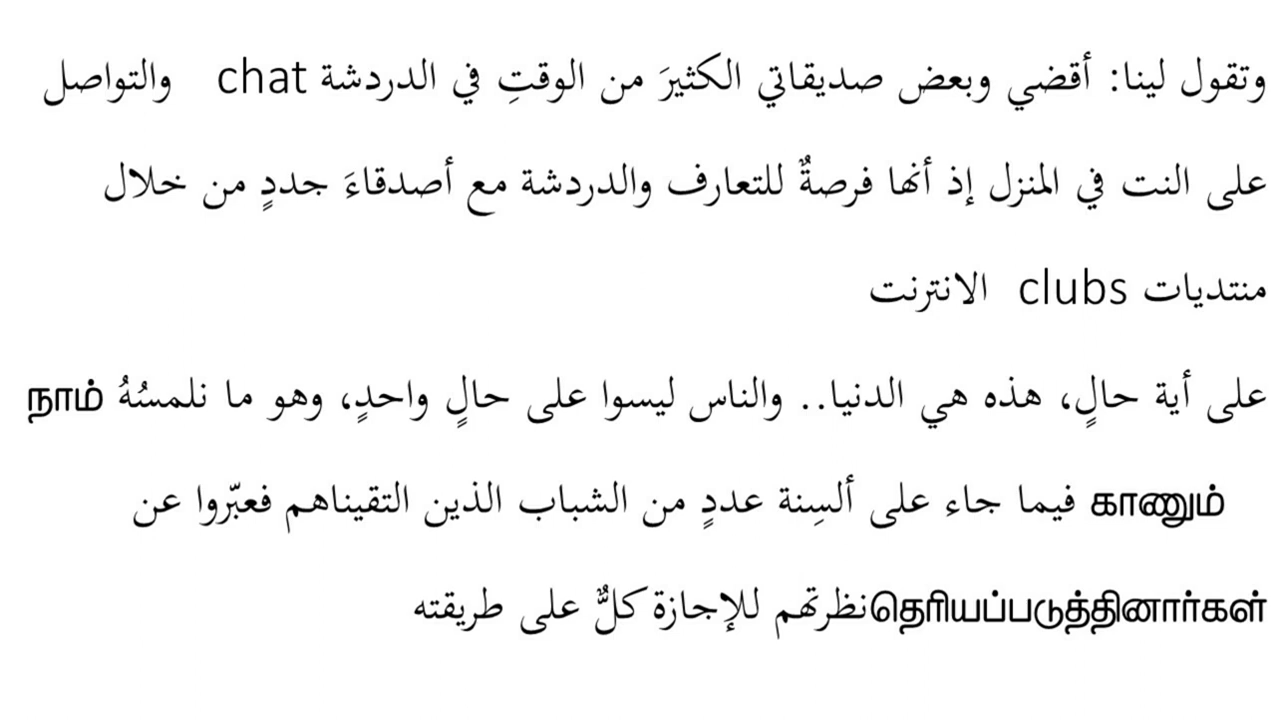 وتقول لينا: أقضي وبعض صديقاتي الكثيرَ من الوقتِ في الدردشة chat والتواصل
على النت في المنزل إذ أنها فرصةٌ للتعارف والدردشة مع أصدقاءَ جددٍ من خلال
منتديات clubs الانترنت
على أية حالٍ، هذه هي الدنيا.. والناس ليسوا على حالٍ واحدٍ، وهو ما نلمسُهُ நாம்
காணும் فيما جاء على ألسِنة عددٍ من الشباب الذين التقيناهم فعبّروا عن
தெரியப்படுத்தினார்கள்نظرتهم للإجازة كلٌّ على طريقته